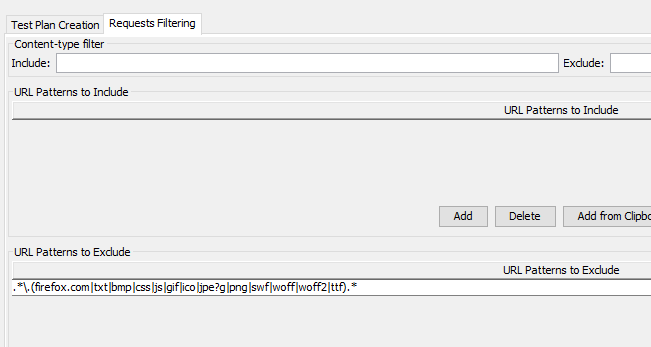 Test Plan Creation Requests Filtering
Content-type filter
Include: Exclude:
URL Patterns to Include
URL Patterns to Include
Add Delete Add from Clipbo
URL Patterns to Exclude
URL Patterns to Exclude
.*\.(firefox.com|txt|bmp|css|js|gif|ico|jpe?g|png|swf|woff|woff2|ttf).*